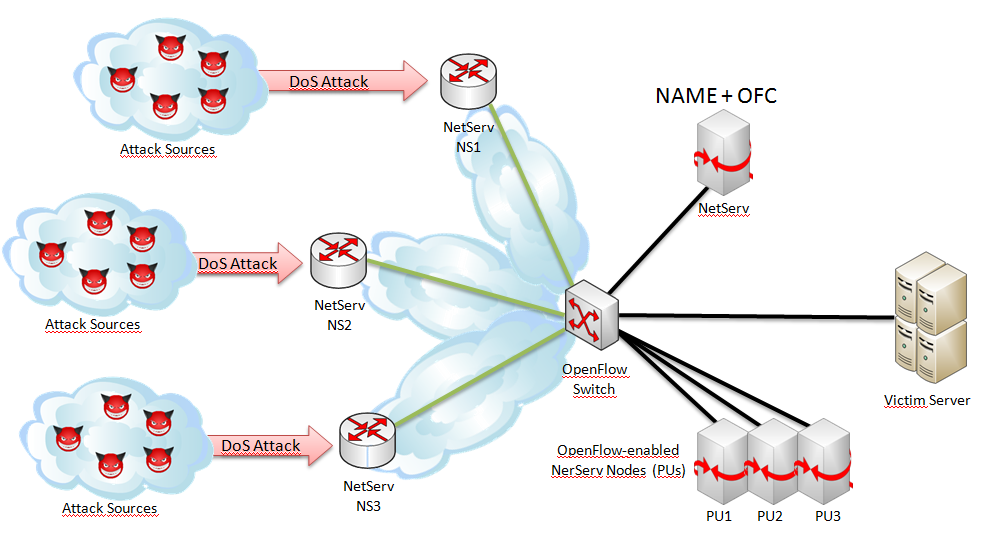 DoS Attack
Attack Sources
NetServ
NS1
NAME + OFC
NetServ
DoS Attack
Attack Sources
NetServ
NS2
OpenFlow
Switch
Victim Server
DoS Attack
Attack Sources
NetServ
NS3
OpenFlow-enabled
NerServ Nodes (PUs)
PU1
PU2
PU3